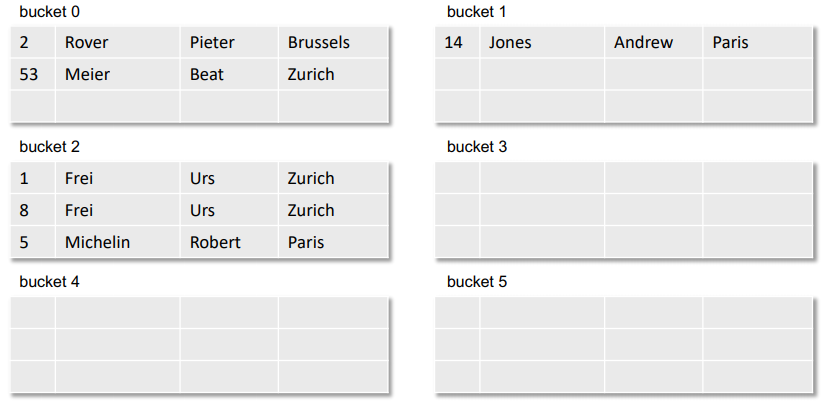 bucket 0
2 Rover Pieter Brussels
53 Meier Beat Zurich
bucket 1
14 Jones Andrew Paris
bucket 2
1 Frei Urs Zurich
8 Frei Urs Zurich
5 Michelin Robert Paris
bucket 3
bucket 4
bucket 5